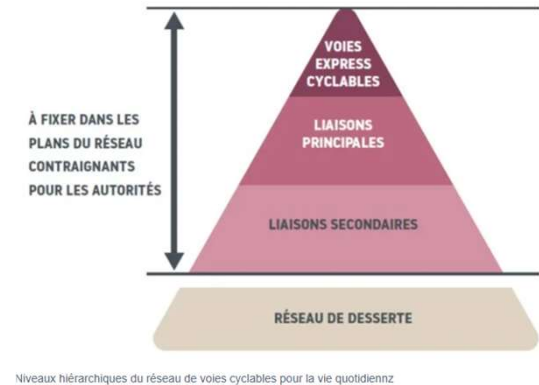 VOIES
EXPRESS
CYCLABLES
À FIXER DANS LES
PLANS DU RÉSEAU
CONTRAIGNANTS
POUR LES AUTORITÉS
LIAISONS
PRINCIPALES
LIAISONS SECONDAIRES
RÉSEAU DE DESSERTE
Niveaux hiérarchiques du réseau de voies cyclables pour la vie quotidiennz